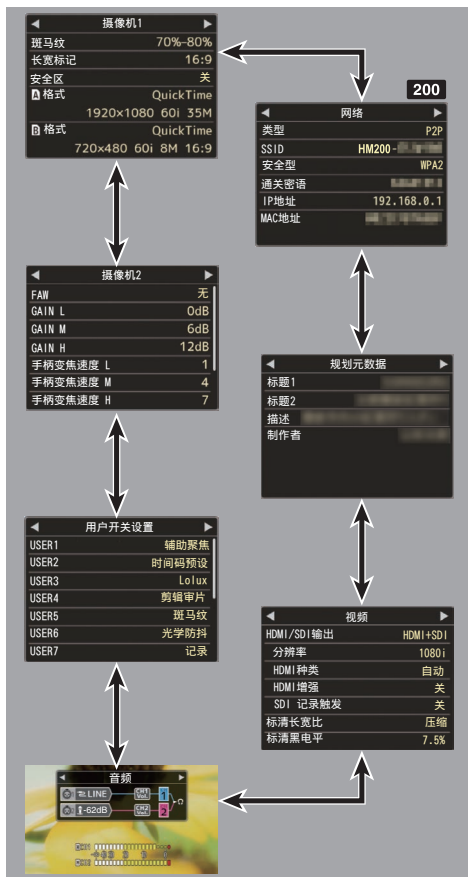 摄像机1
斑马纹 70%-80%
长宽标记 16:9
安全区 关
A 格式 QuickTime
1920×1080 60i 35M
B 格式 QuickTime
720×480 60i 8M 16:9
摄像机2
FAW 无
GAIN L 0dB
GAIN M 6dB
GAIN H 12dB
手柄变焦速度 L 1
手柄变焦速度 M 4
手柄变焦速度 H 7
用户开关设置
USER1 辅助聚焦
USER2 时间码预设
USER3 Lolux
USER4 剪辑审片
USER5 斑马纹
USER6 光学防抖
USER7 记录
音频
LINE CH1 Vol. 1
-62dB CH2 Vol. 2
200
网络
类型 P2P
SSID HM200-
安全型 WPA2
通关密语
IP地址 192.168.0.1
MAC地址
规划元数据
标题1
标题2
描述
制作者
视频
HDMI/SDI输出 HDMI+SDI
分辨率 1080i
HDMI种类 自动
HDMI增强 关
SDI 记录触发 关
标清长宽比 压缩
标清黑电平 7.5%